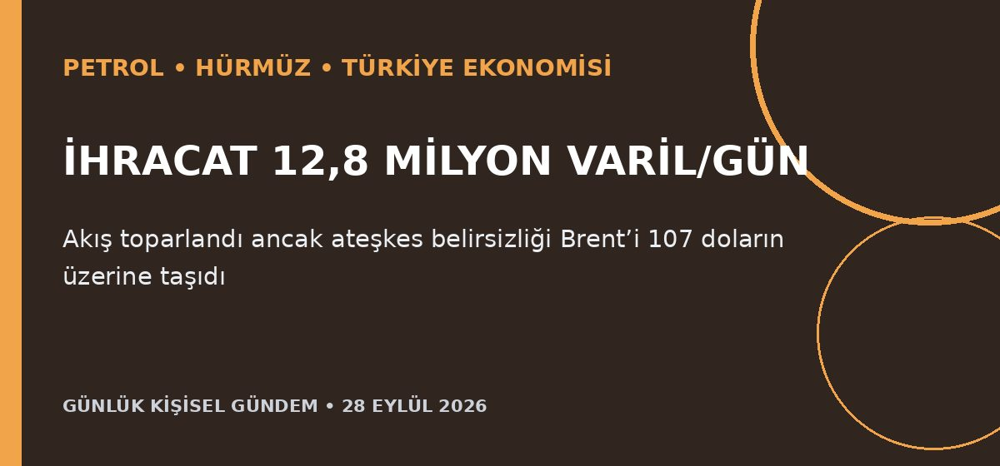 PETROL • HÜRMÜZ • TÜRKİYE EKONOMİSİ
İHRACAT 12,8 MİLYON VARİL/GÜN
Akış toparlandı ancak ateşkes belirsizliği Brent’i 107 doların
üzerine taşıdı
GÜNLÜK KİŞİSEL GÜNDEM • 28 EYLÜL 2026